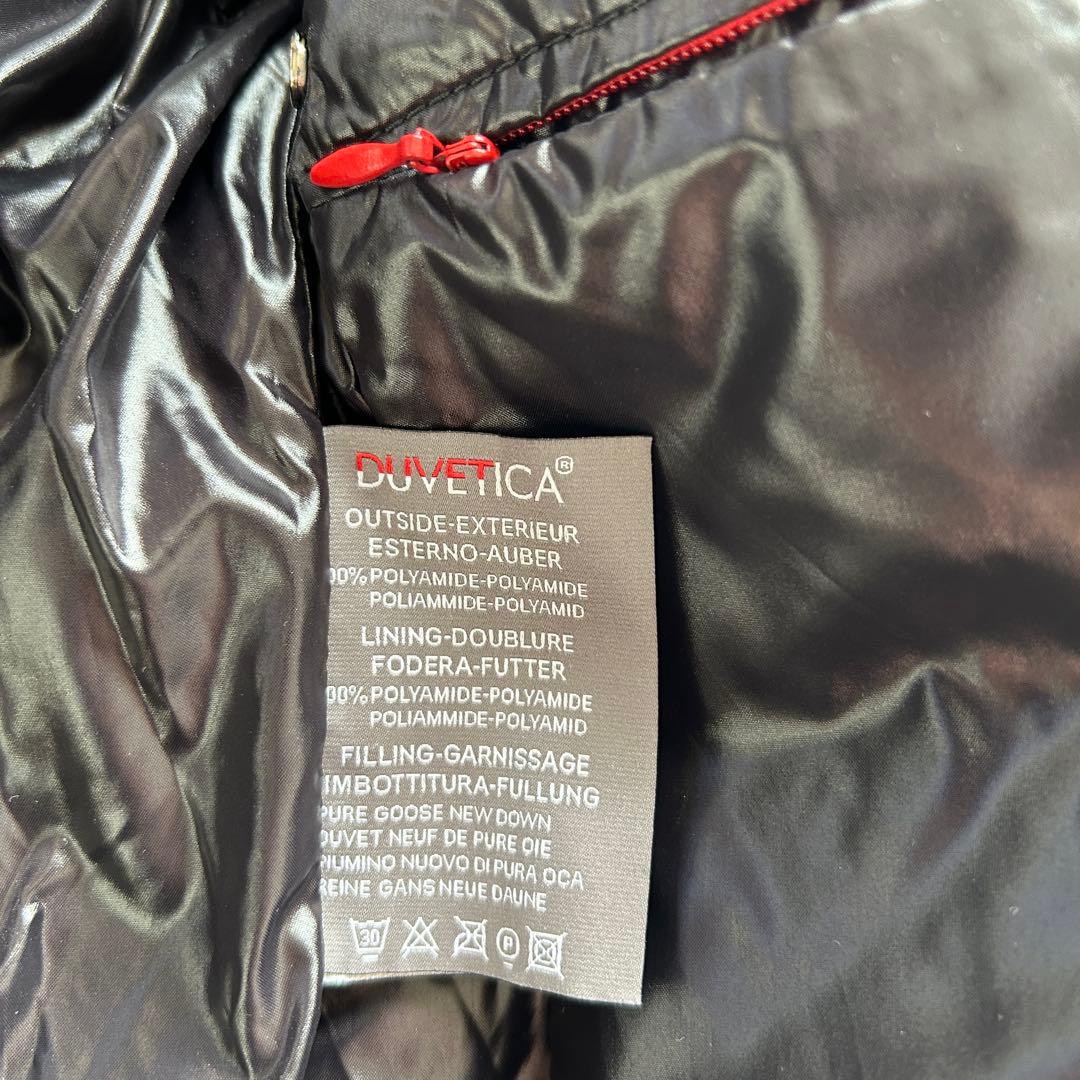 DUVETICA®
OUTSIDE-EXTERIEUR
ESTERNO-AUBER
00% POLYAMIDE-POLYAMIDE
POLIAMMIDE-POLYAMID
LINING-DOUBLURE
FODERA-FUTTER
00% POLYAMIDE-POLYAMIDE
POLIAMMIDE-POLYAMID
FILLING-GARNISSAGE
IMBOTTITURA-FULLUNG
PURE GOOSE NEW DOWN
DUVET NEUF DE PURE OIE
PIUMINO NUOVO DI PURA OCA
REINE GANS NEUE DAUNE
30 A